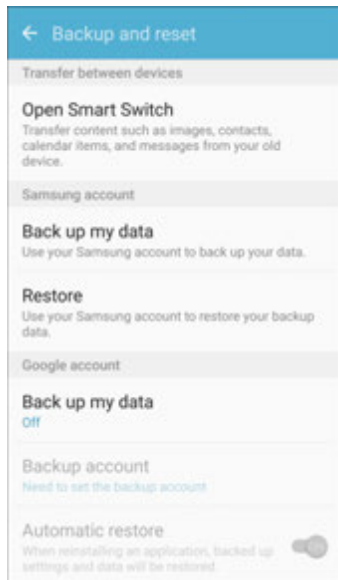 Backup and reset
Transfer between devices
Open Smart Switch
Transfer content such as images, contacts,
calendar items, and messages from your old
device.
Samsung account
Back up my data
Use your Samsung account to back up your data.
Restore
Use your Samsung account to restore your backup
data.
Google account
Back up my data
Off
Backup account
Need to set the backup account
Automatic restore
When reinstalling an application, backed up
settings and data will be restored